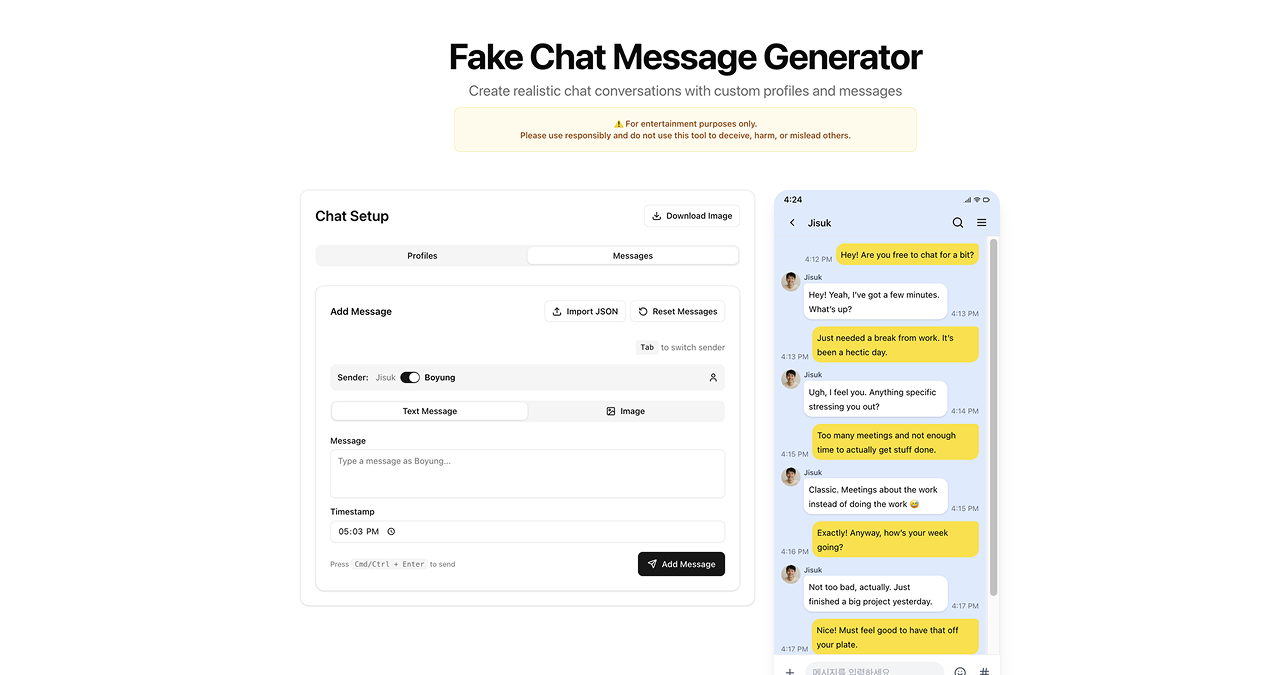 Fake Chat Message Generator
Create realistic chat conversations with custom profiles and messages
⚠️ For entertainment purposes only.
Please use responsibly and do not use this tool to deceive, harm, or mislead others.
Chat Setup
Download Image
Profiles
Messages
Add Message
Import JSON
Reset Messages
Tab to switch sender
Sender: Jisuk Boyung
Text Message
Image
Message
Type a message as Boyung...
Timestamp
05:03 PM
Press Cmd/Ctrl + Enter to send
Add Message
4:24
Jisuk
Hey! Are you free to chat for a bit?
4:12 PM
Jisuk
Hey! Yeah, I've got a few minutes.
What's up?
4:13 PM
Just needed a break from work. It's
been a hectic day.
4:13 PM
Jisuk
Ugh, I feel you. Anything specific
stressing you out?
4:14 PM
Too many meetings and not enough
time to actually get stuff done.
4:15 PM
Jisuk
Classic. Meetings about the work
instead of doing the work 😅
4:15 PM
Exactly! Anyway, how's your week
going?
4:16 PM
Jisuk
Not too bad, actually. Just
finished a big project yesterday.
4:17 PM
Nice! Must feel good to have that off
your plate.
4:17 PM
메시지를 입력하세요